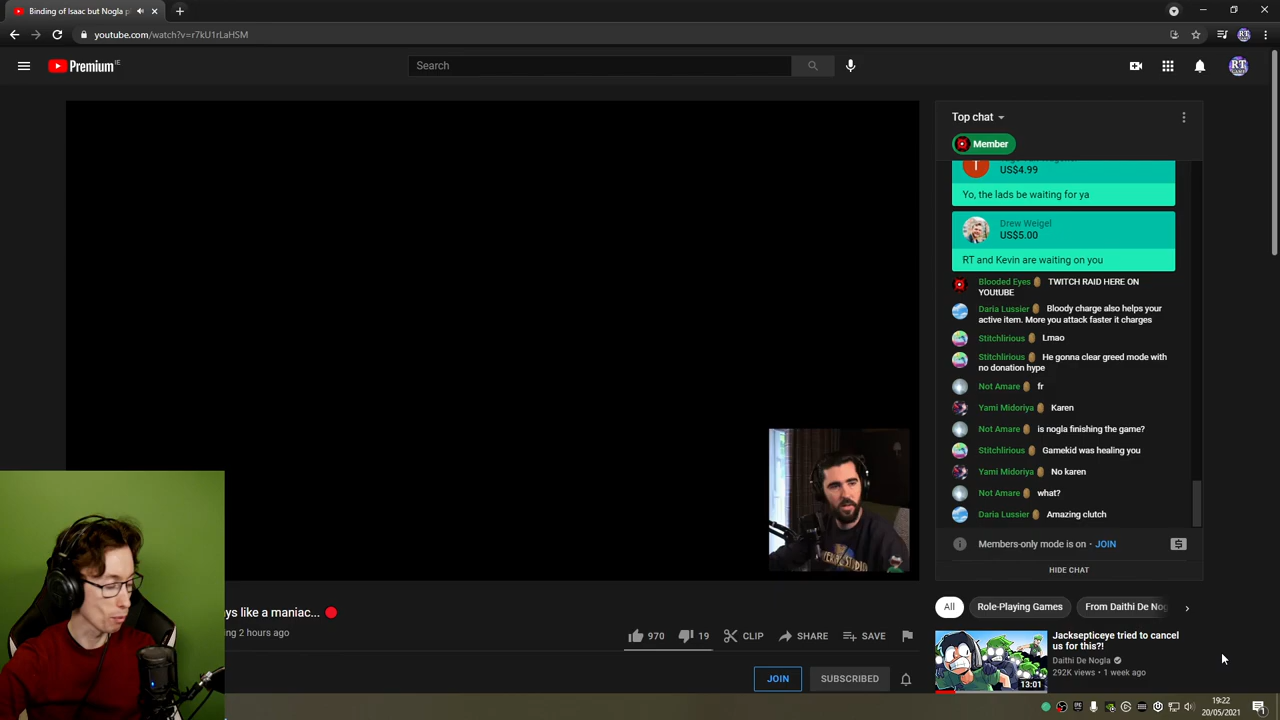 Binding of Isaac but Nogla p
youtube.com/watch?v=r7kU1rLaHSM
RT
Premium IE
Search
RT
Top chat
Member
US$4.99
Yo, the lads be waiting for ya
Drew Weigel
US$5.00
RT and Kevin are waiting on you
Blooded Eyes TWITCH RAID HERE ON
YOUtUBE
Daria Lussier Bloody charge also helps your
active item. More you attack faster it charges
Stitchlirious Lmao
Stitchlirious He gonna clear greed mode with
no donation hype
Not Amare fr
Yami Midoriya Karen
Not Amare is nogla finishing the game?
Stitchlirious Gamekid was healing you
Yami Midoriya No karen
Not Amare what?
Daria Lussier Amazing clutch
Members-only mode is on - JOIN
HIDE CHAT
ys like a maniac...
ng 2 hours ago
970
19
CLIP
SHARE
SAVE
JOIN
SUBSCRIBED
All
Role-Playing Games
From Daithi De Nog
13:01
Jacksepticeye tried to cancel
us for this?!
Daithi De Nogla
292K views • 1 week ago
19:22
20/05/2021